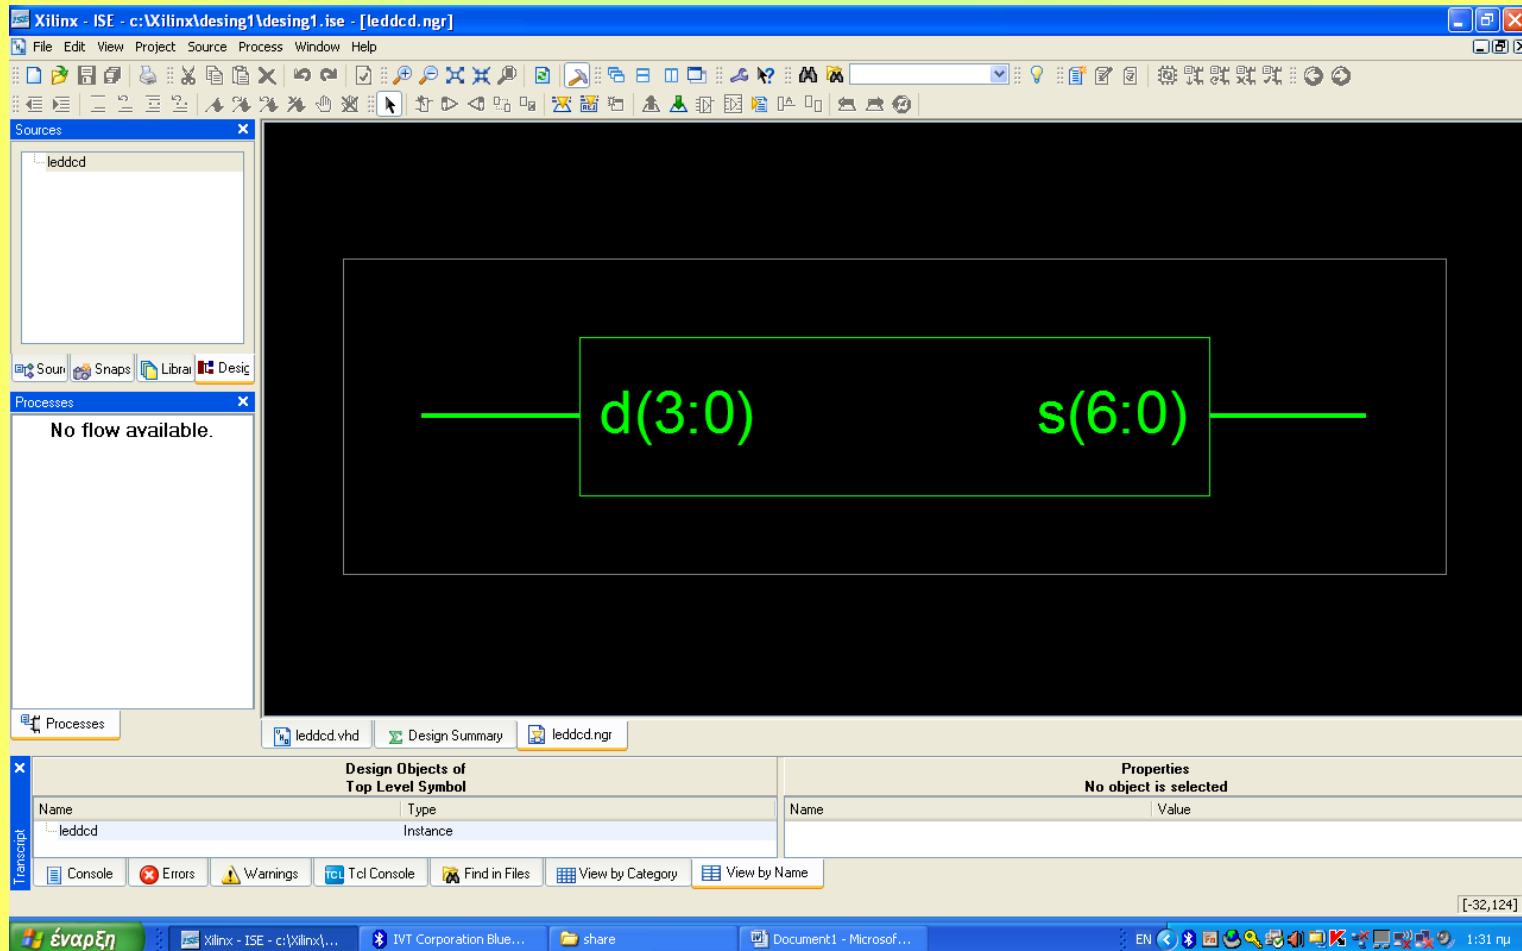 Xilinx - ISE - c:\Xilinx\desing1\desing1.ise - [leddcd.ngr]
File Edit View Project Source Process Window Help
Sources
leddcd
Sour Snaps Librar Desig
Processes
No flow available.
Processes
d(3:0) s(6:0)
leddcd.vhd Design Summary leddcd.ngr
Transcript
Design Objects of
Top Level Symbol
Properties
No object is selected
Name Type Name Value
leddcd Instance
Console Errors Warnings TCL Tcl Console Find in Files View by Category View by Name
[-32,124]
έναρξη Xilinx - ISE - c:\Xilinx\... IVT Corporation Blue... share Document1 - Microsof... EN 1:31 πμ